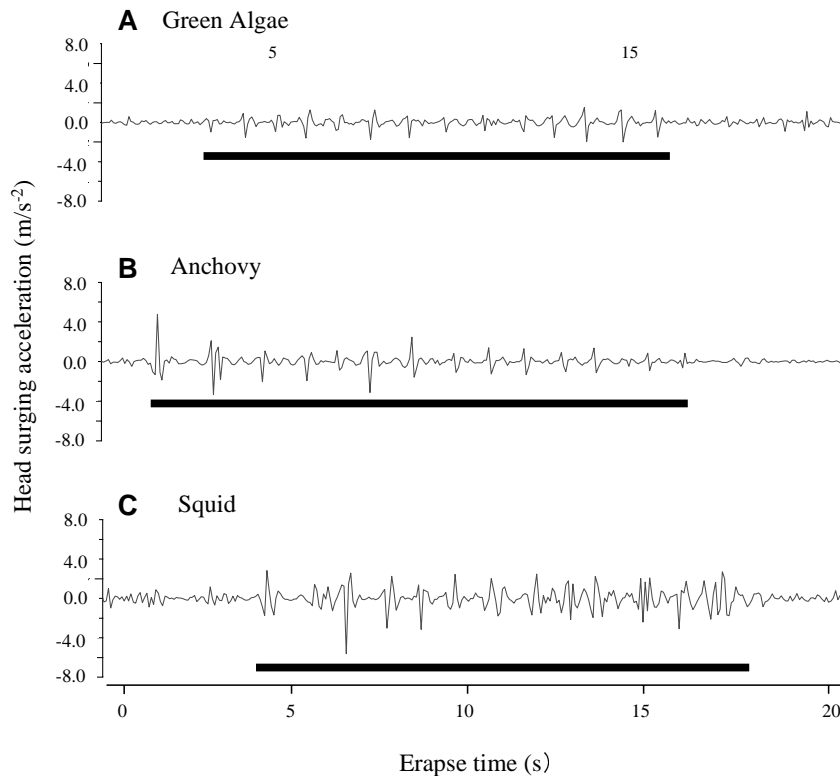 A Green Algae
5 15
8.0
4.0
0.0
-4.0
-8.0
B Anchovy
8.0
4.0
0.0
-4.0
-8.0
C Squid
8.0
4.0
0.0
-4.0
-8.0
0 5 10 15 20
Erapse time (s)
Head surging acceleration (m/s-2)